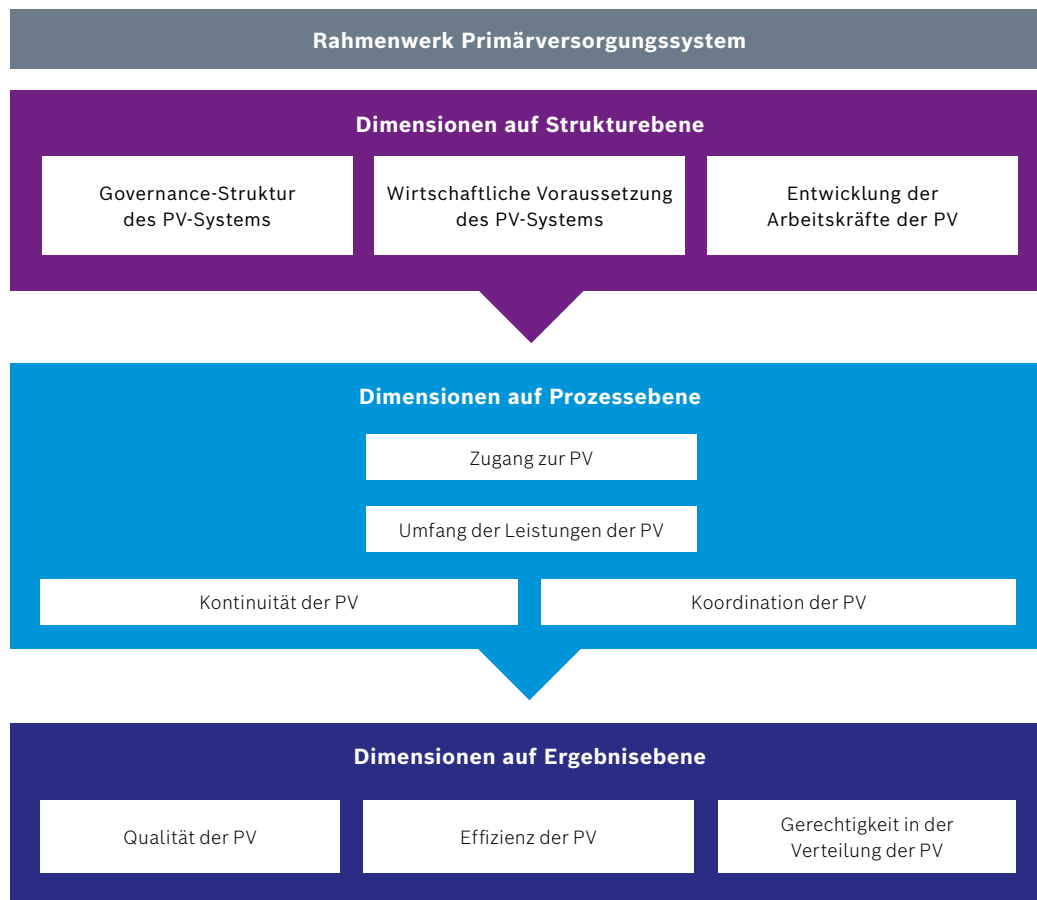 Rahmenwerk Primärversorgungssystem
Dimensionen auf Strukturebene
Governance-Struktur
des PV-Systems
Wirtschaftliche Voraussetzung
des PV-Systems
Entwicklung der
Arbeitskräfte der PV
Dimensionen auf Prozessebene
Zugang zur PV
Umfang der Leistungen der PV
Kontinuität der PV
Koordination der PV
Dimensionen auf Ergebnisebene
Qualität der PV
Effizienz der PV
Gerechtigkeit in der
Verteilung der PV